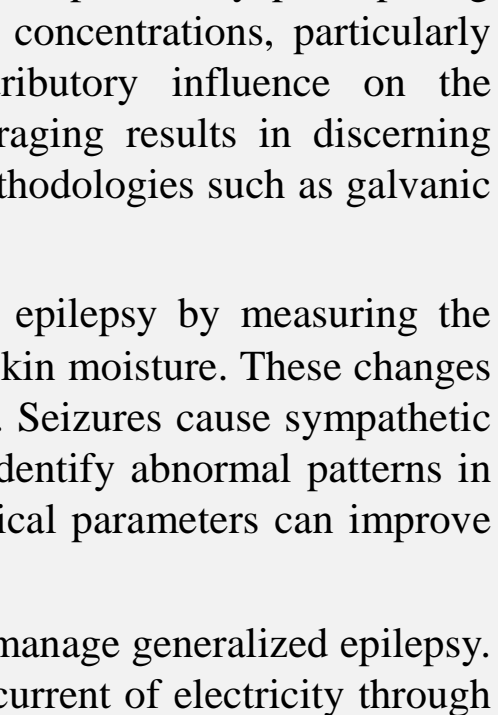 concentrations, particularly
ributory influence on the
raging results in discerning
thodologies such as galvanic
epilepsy by measuring the
kin moisture. These changes
. Seizures cause sympathetic
dentify abnormal patterns in
ical parameters can improve
manage generalized epilepsy.
current of electricity through